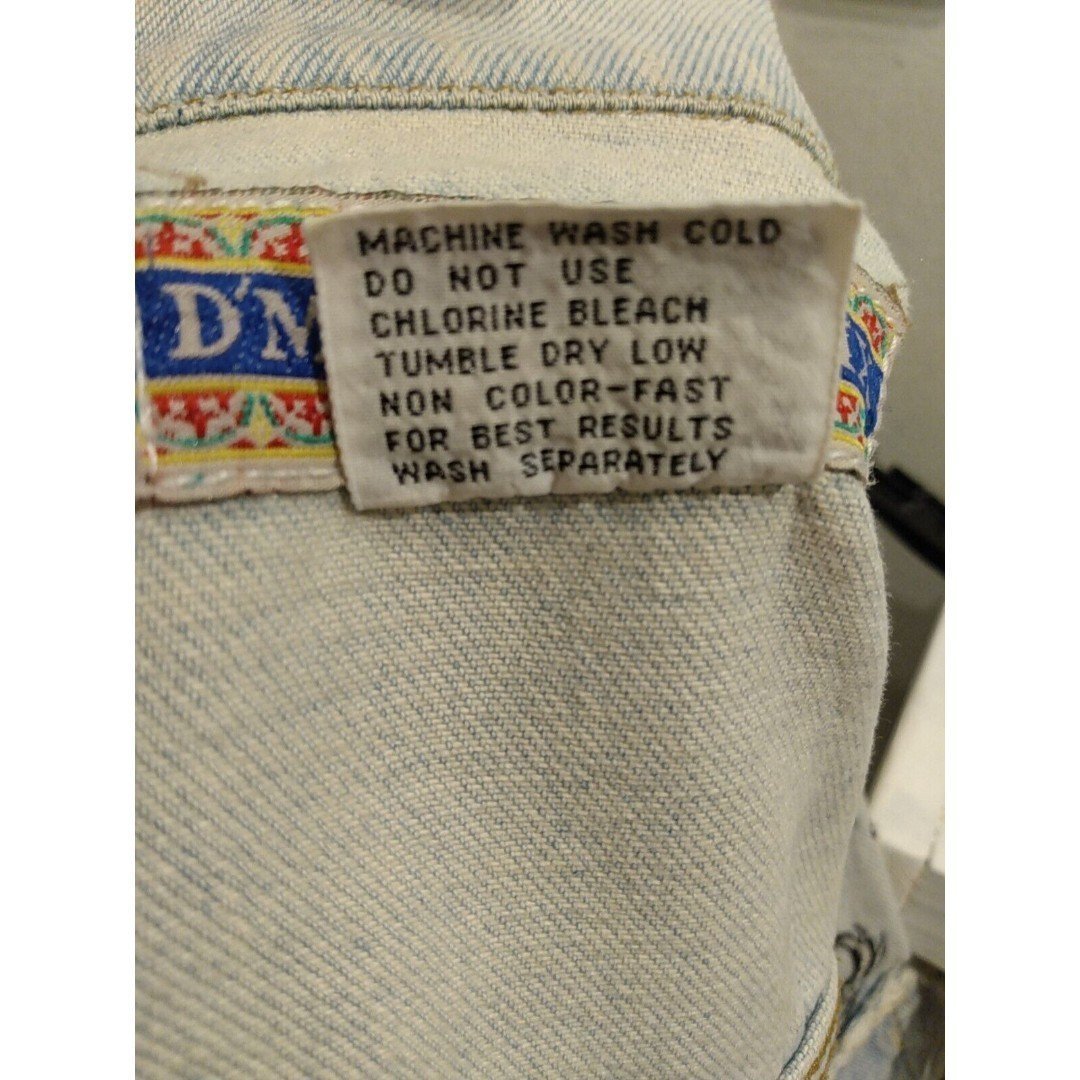 MACHINE WASH COLD
DO NOT USE
CHLORINE BLEACH
TUMBLE DRY LOW
NON COLOR-FAST
FOR BEST RESULTS
WASH SEPARATELY
D'M